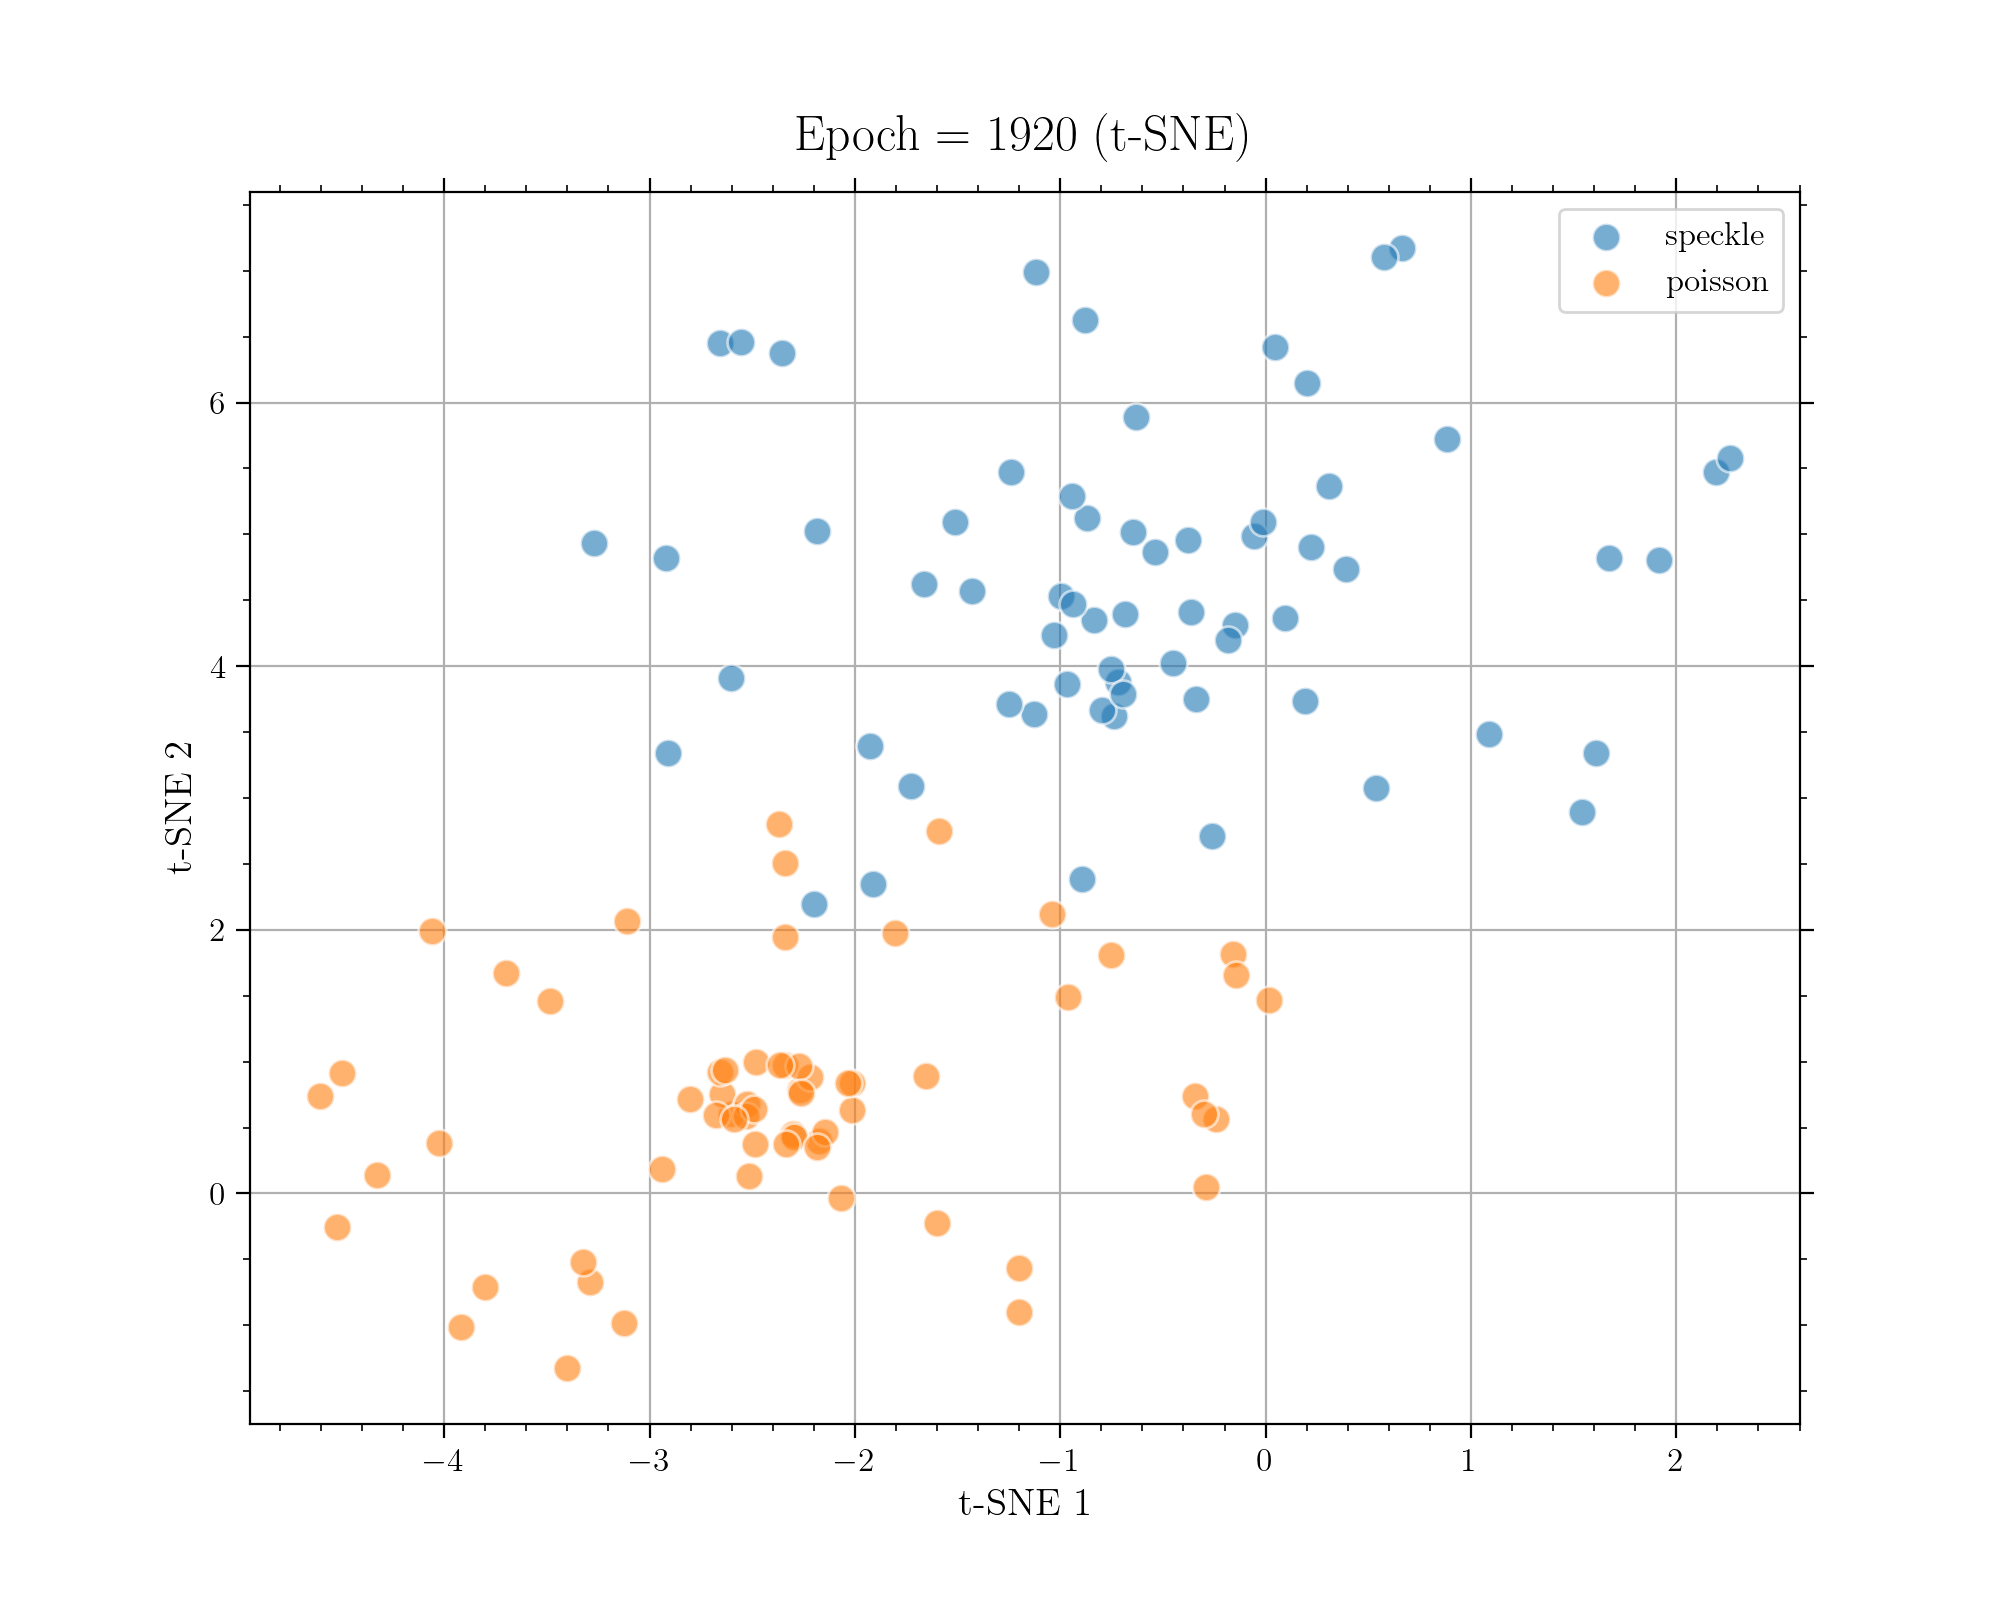 Epoch = 1920 (t-SNE)
speckle
poisson
6
4
2
0
t-SNE 2
−4 −3 −2 −1 0 1 2
t-SNE 1